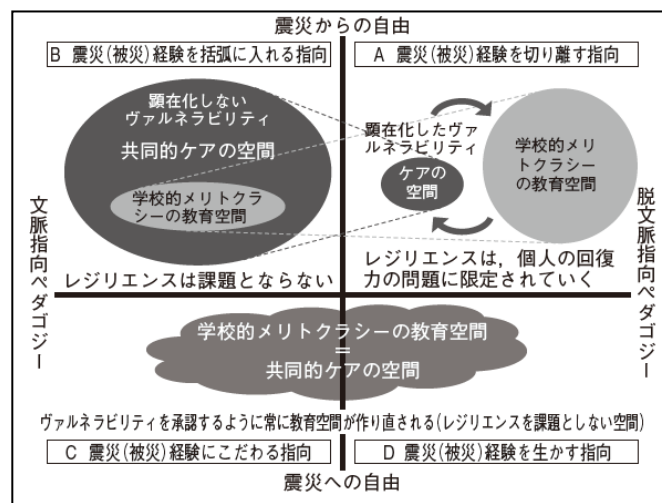 震災からの自由
B 震災(被災)経験を括弧に入れる指向
A 震災(被災)経験を切り離す指向
顕在化しない
ヴァルネラビリティ
共同的ケアの空間
学校的メリトクラ
シーの教育空間
顕在化したヴァ
ルネラビリティ
ケアの
空間
学校的メリ
トクラシー
の教育空間
文脈指向ペダゴジー
脱文脈指向ペダゴジー
レジリエンスは課題とならない
レジリエンスは，個人の回復
力の問題に限定されていく
学校的メリトクラシーの教育空間
＝
共同的ケアの空間
ヴァルネラビリティを承認するように常に教育空間が作り直される(レジリエンスを課題としない空間)
C 震災(被災)経験にこだわる指向
D 震災(被災)経験を生かす指向
震災への自由